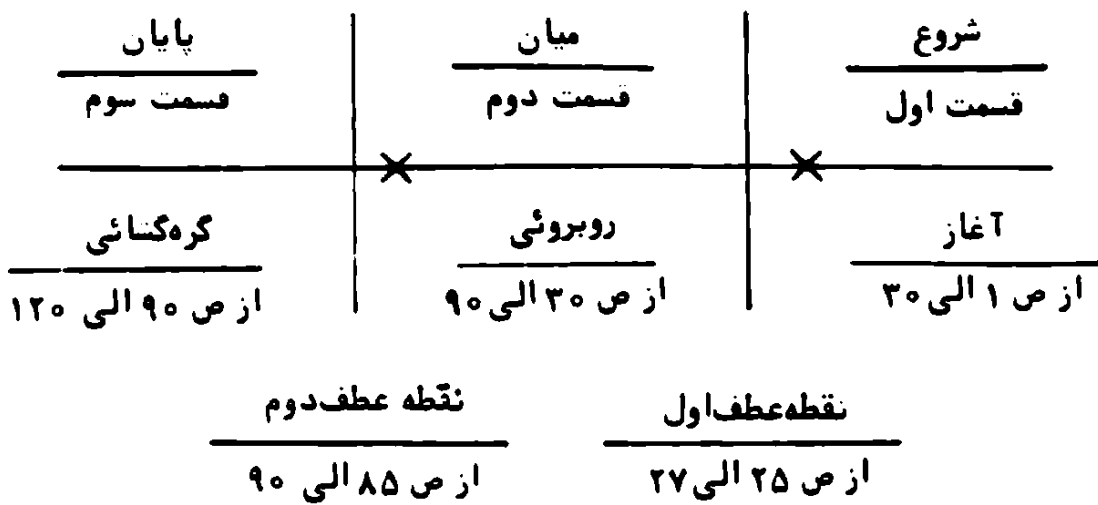 شروع
قسمت اول
آغاز
از ص ۱ الی ۳۰
میان
قسمت دوم
روبروئی
از ص ۳۰ الی ۹۰
پایان
قسمت سوم
گره‌گشائی
از ص ۹۰ الی ۱۲۰
نقطه‌عطف‌اول
از ص ۲۵ الی ۲۷
نقطه عطف‌دوم
از ص ۸۵ الی ۹۰